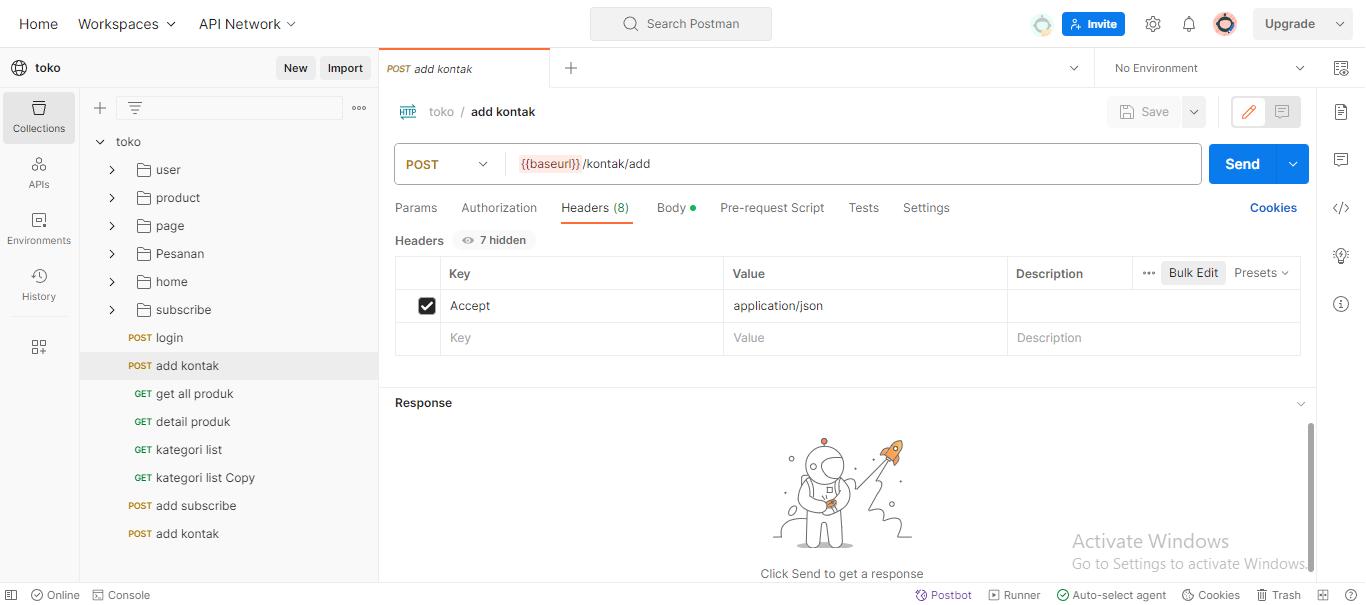 Home Workspaces API Network Search Postman Invite Upgrade
toko New Import POST add kontak No Environment
Collections
APIs
Environments
History
toko
user
product
page
Pesanan
home
subscribe
POST login
POST add kontak
GET get all produk
GET detail produk
GET kategori list
GET kategori list Copy
POST add subscribe
POST add kontak
HTTP toko / add kontak Save
POST {{baseurl}}/kontak/add Send
Params Authorization Headers (8) Body Pre-request Script Tests Settings Cookies
Headers 7 hidden
Key Value Description Bulk Edit Presets
Accept application/json
Key Value Description
Response
Click Send to get a response
Activate Windows
Go to Settings to activate Windows.
Online Console Postbot Runner Auto-select agent Cookies Trash